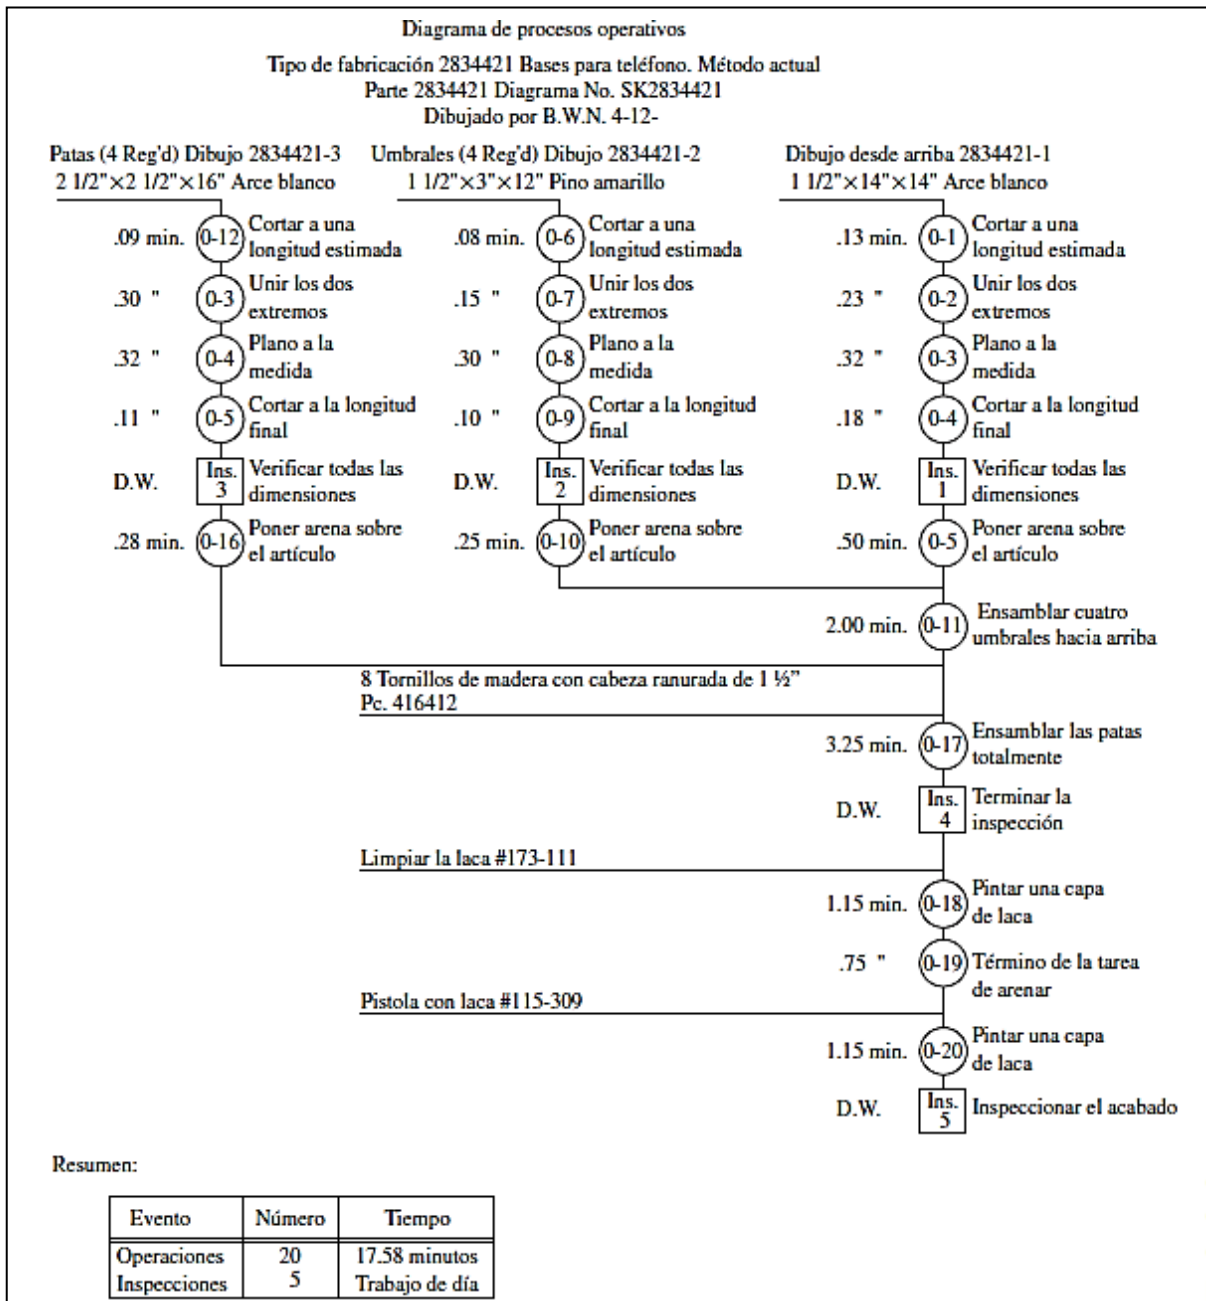 Diagrama de procesos operativos
Tipo de fabricación 2834421 Bases para teléfono. Método actual
Parte 2834421 Diagrama No. SK2834421
Dibujado por B.W.N. 4-12-
Patas (4 Reg'd) Dibujo 2834421-3
2 1/2"×2 1/2"×16" Arce blanco
.09 min. 0-12 Cortar a una
longitud estimada
.30 " 0-3 Unir los dos
extremos
.32 " 0-4 Plano a la
medida
.11 " 0-5 Cortar a la longitud
final
D.W. Ins. 3 Verificar todas las
dimensiones
.28 min. 0-16 Poner arena sobre
el artículo
Umbrales (4 Reg'd) Dibujo 2834421-2
1 1/2"×3"×12" Pino amarillo
.08 min. 0-6 Cortar a una
longitud estimada
.15 " 0-7 Unir los dos
extremos
.30 " 0-8 Plano a la
medida
.10 " 0-9 Cortar a la longitud
final
D.W. Ins. 2 Verificar todas las
dimensiones
.25 min. 0-10 Poner arena sobre
el artículo
Dibujo desde arriba 2834421-1
1 1/2"×14"×14" Arce blanco
.13 min. 0-1 Cortar a una
longitud estimada
.23 " 0-2 Unir los dos
extremos
.32 " 0-3 Plano a la
medida
.18 " 0-4 Cortar a la longitud
final
D.W. Ins. 1 Verificar todas las
dimensiones
.50 min. 0-5 Poner arena sobre
el artículo
2.00 min. 0-11 Ensamblar cuatro
umbrales hacia arriba
8 Tornillos de madera con cabeza ranurada de 1 ½”
Pc. 416412
3.25 min. 0-17 Ensamblar las patas
totalmente
D.W. Ins. 4 Terminar la
inspección
Limpiar la laca #173-111
1.15 min. 0-18 Pintar una capa
de laca
.75 " 0-19 Término de la tarea
de arenar
Pistola con laca #115-309
1.15 min. 0-20 Pintar una capa
de laca
D.W. Ins. 5 Inspeccionar el acabado
Resumen:
Evento Número Tiempo
Operaciones 20 17.58 minutos
Inspecciones 5 Trabajo de día